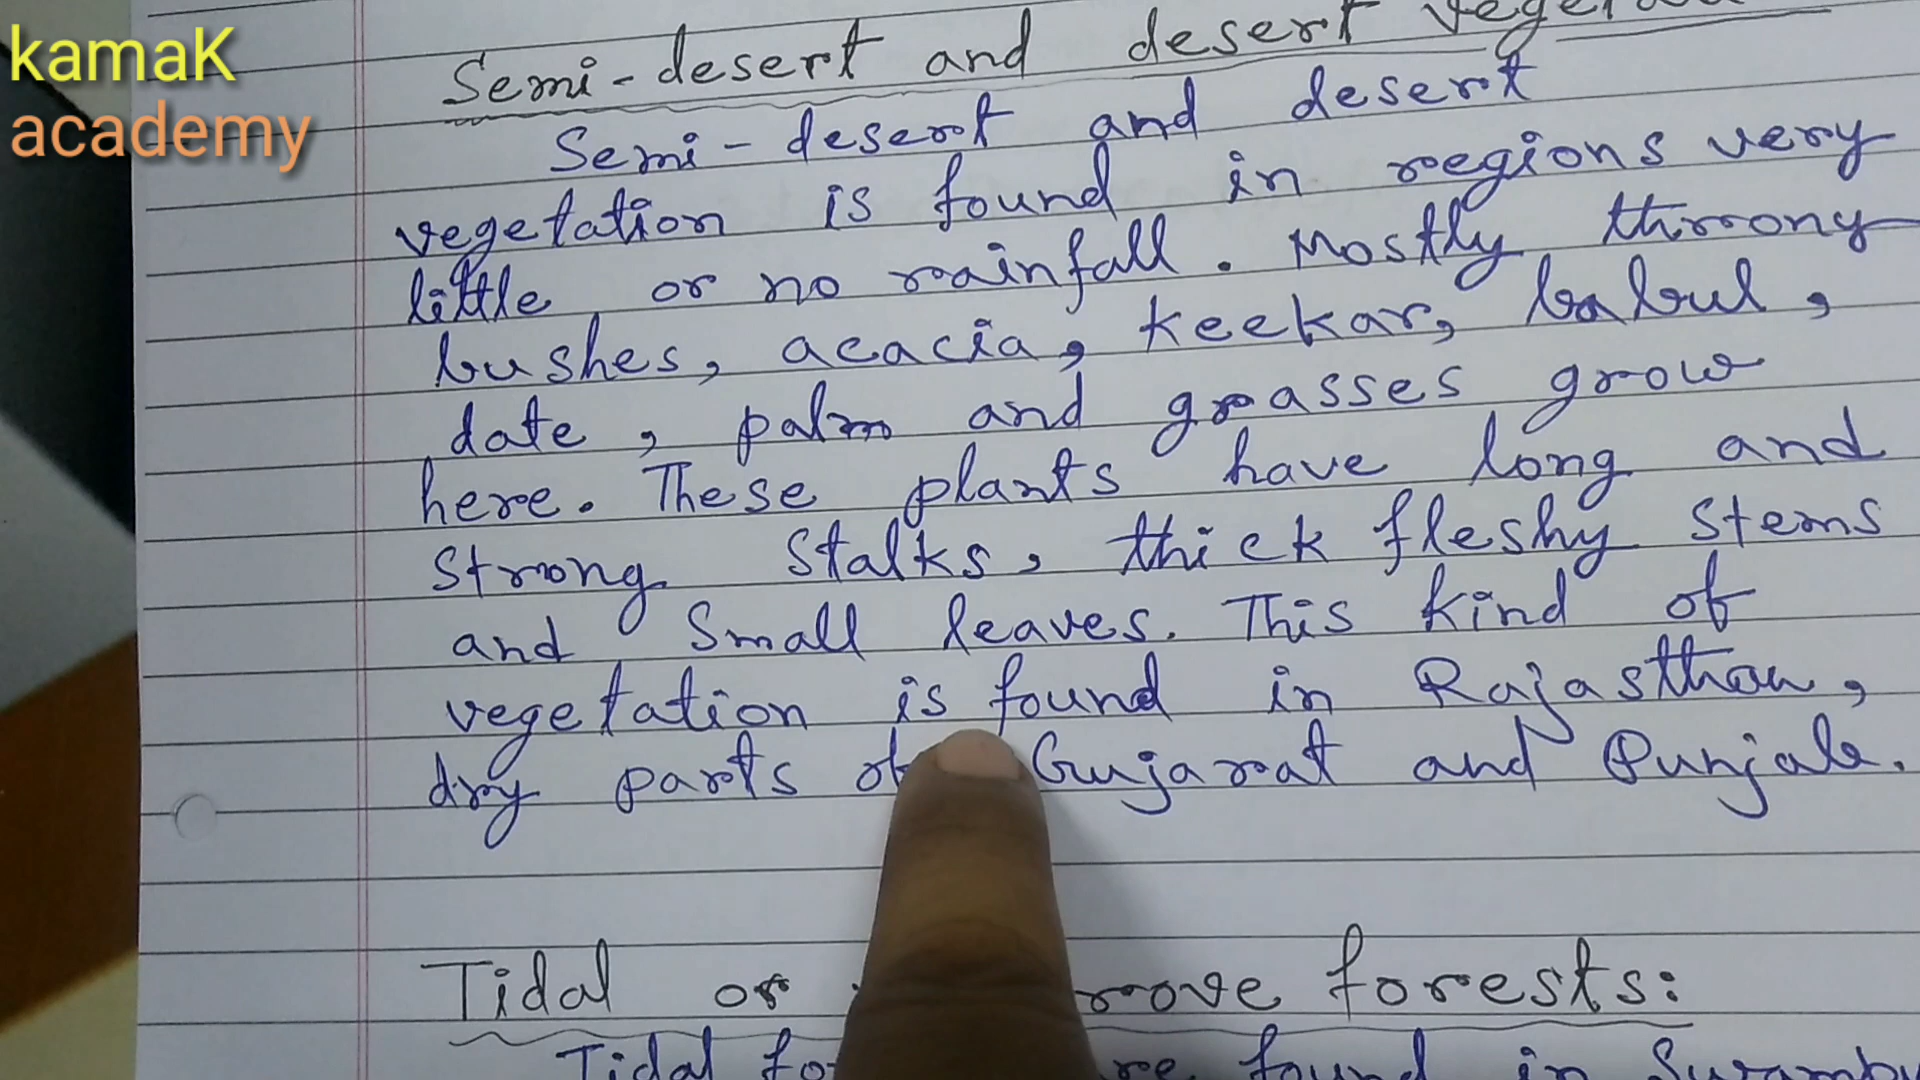 kamaK
academy
Semi-desert and desert
Semi-desert and desert
vegetation is found in regions very
little or no rainfall. Mostly throrny
bushes, acacia, keekar, babul,
date, palm and grasses grow
here. These plants have long and
strong stalks, thick fleshy stems
and small leaves. This kind of
vegetation is found in Rajasthan,
dry parts of Gujarat and Punjab.
Tidal or forests:
Tidal found in